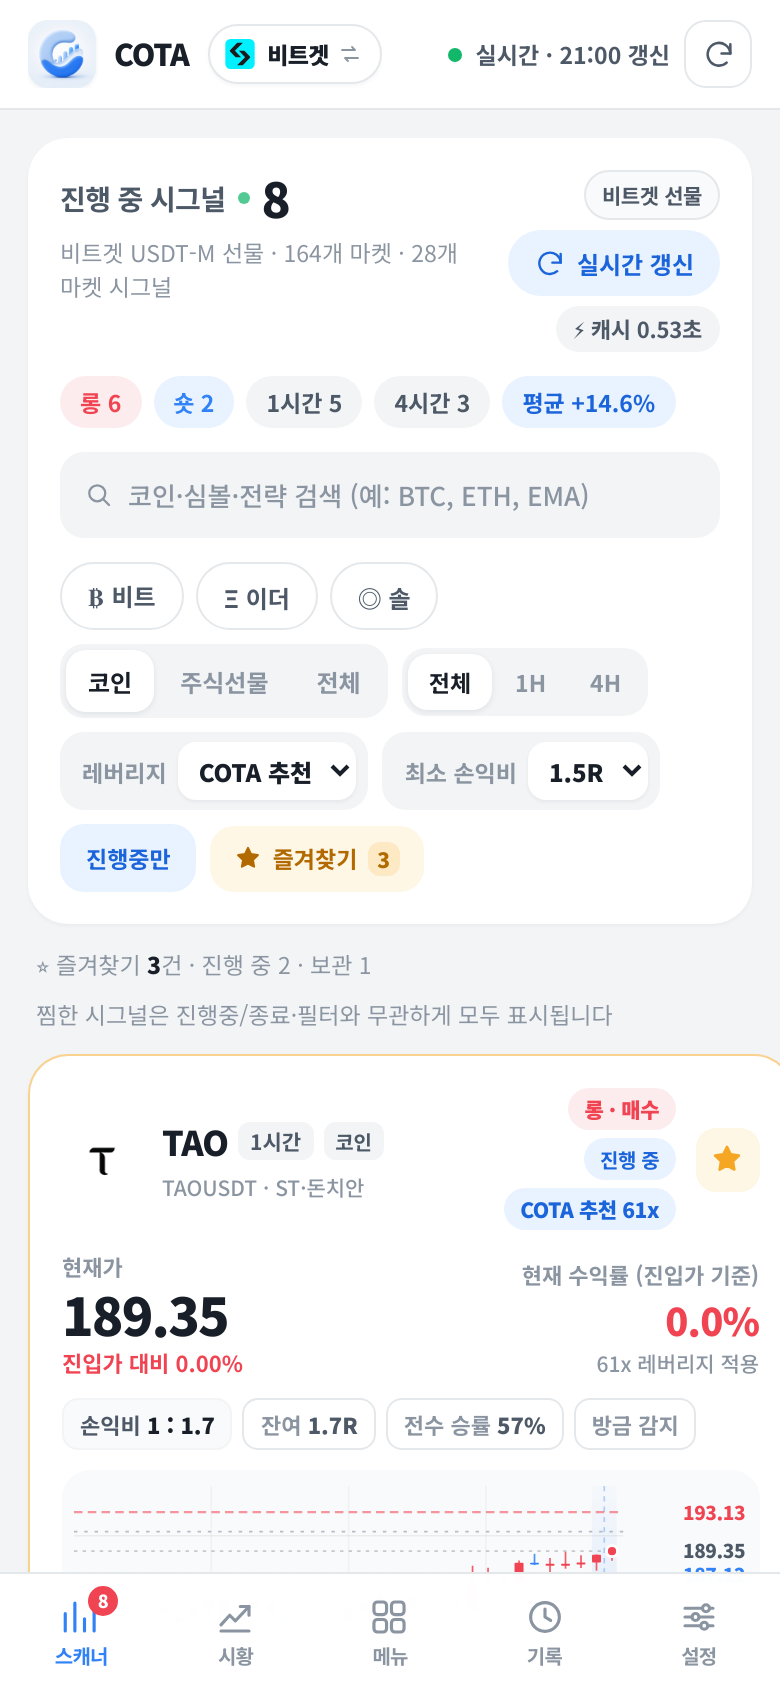 COTA
비트겟
실시간 · 21:00 갱신
진행 중 시그널 8
비트겟 선물
비트겟 USDT-M 선물 · 164개 마켓 · 28개
마켓 시그널
실시간 갱신
⚡ 캐시 0.53초
롱 6
숏 2
1시간 5
4시간 3
평균 +14.6%
코인·심볼·전략 검색 (예: BTC, ETH, EMA)
₿ 비트
Ξ 이더
◎ 솔
코인
주식선물
전체
전체
1H
4H
레버리지
COTA 추천
최소 손익비
1.5R
진행중만
★ 즐겨찾기 3
☆ 즐겨찾기 3건 · 진행 중 2 · 보관 1
찜한 시그널은 진행중/종료·필터와 무관하게 모두 표시됩니다
롱 · 매수
TAO
1시간
코인
진행 중
TAOUSDT · ST·돈치안
COTA 추천 61x
현재가
현재 수익률 (진입가 기준)
189.35
0.0%
진입가 대비 0.00%
61x 레버리지 적용
손익비 1 : 1.7
잔여 1.7R
전수 승률 57%
방금 감지
193.13
189.35
8
스캐너
시황
메뉴
기록
설정